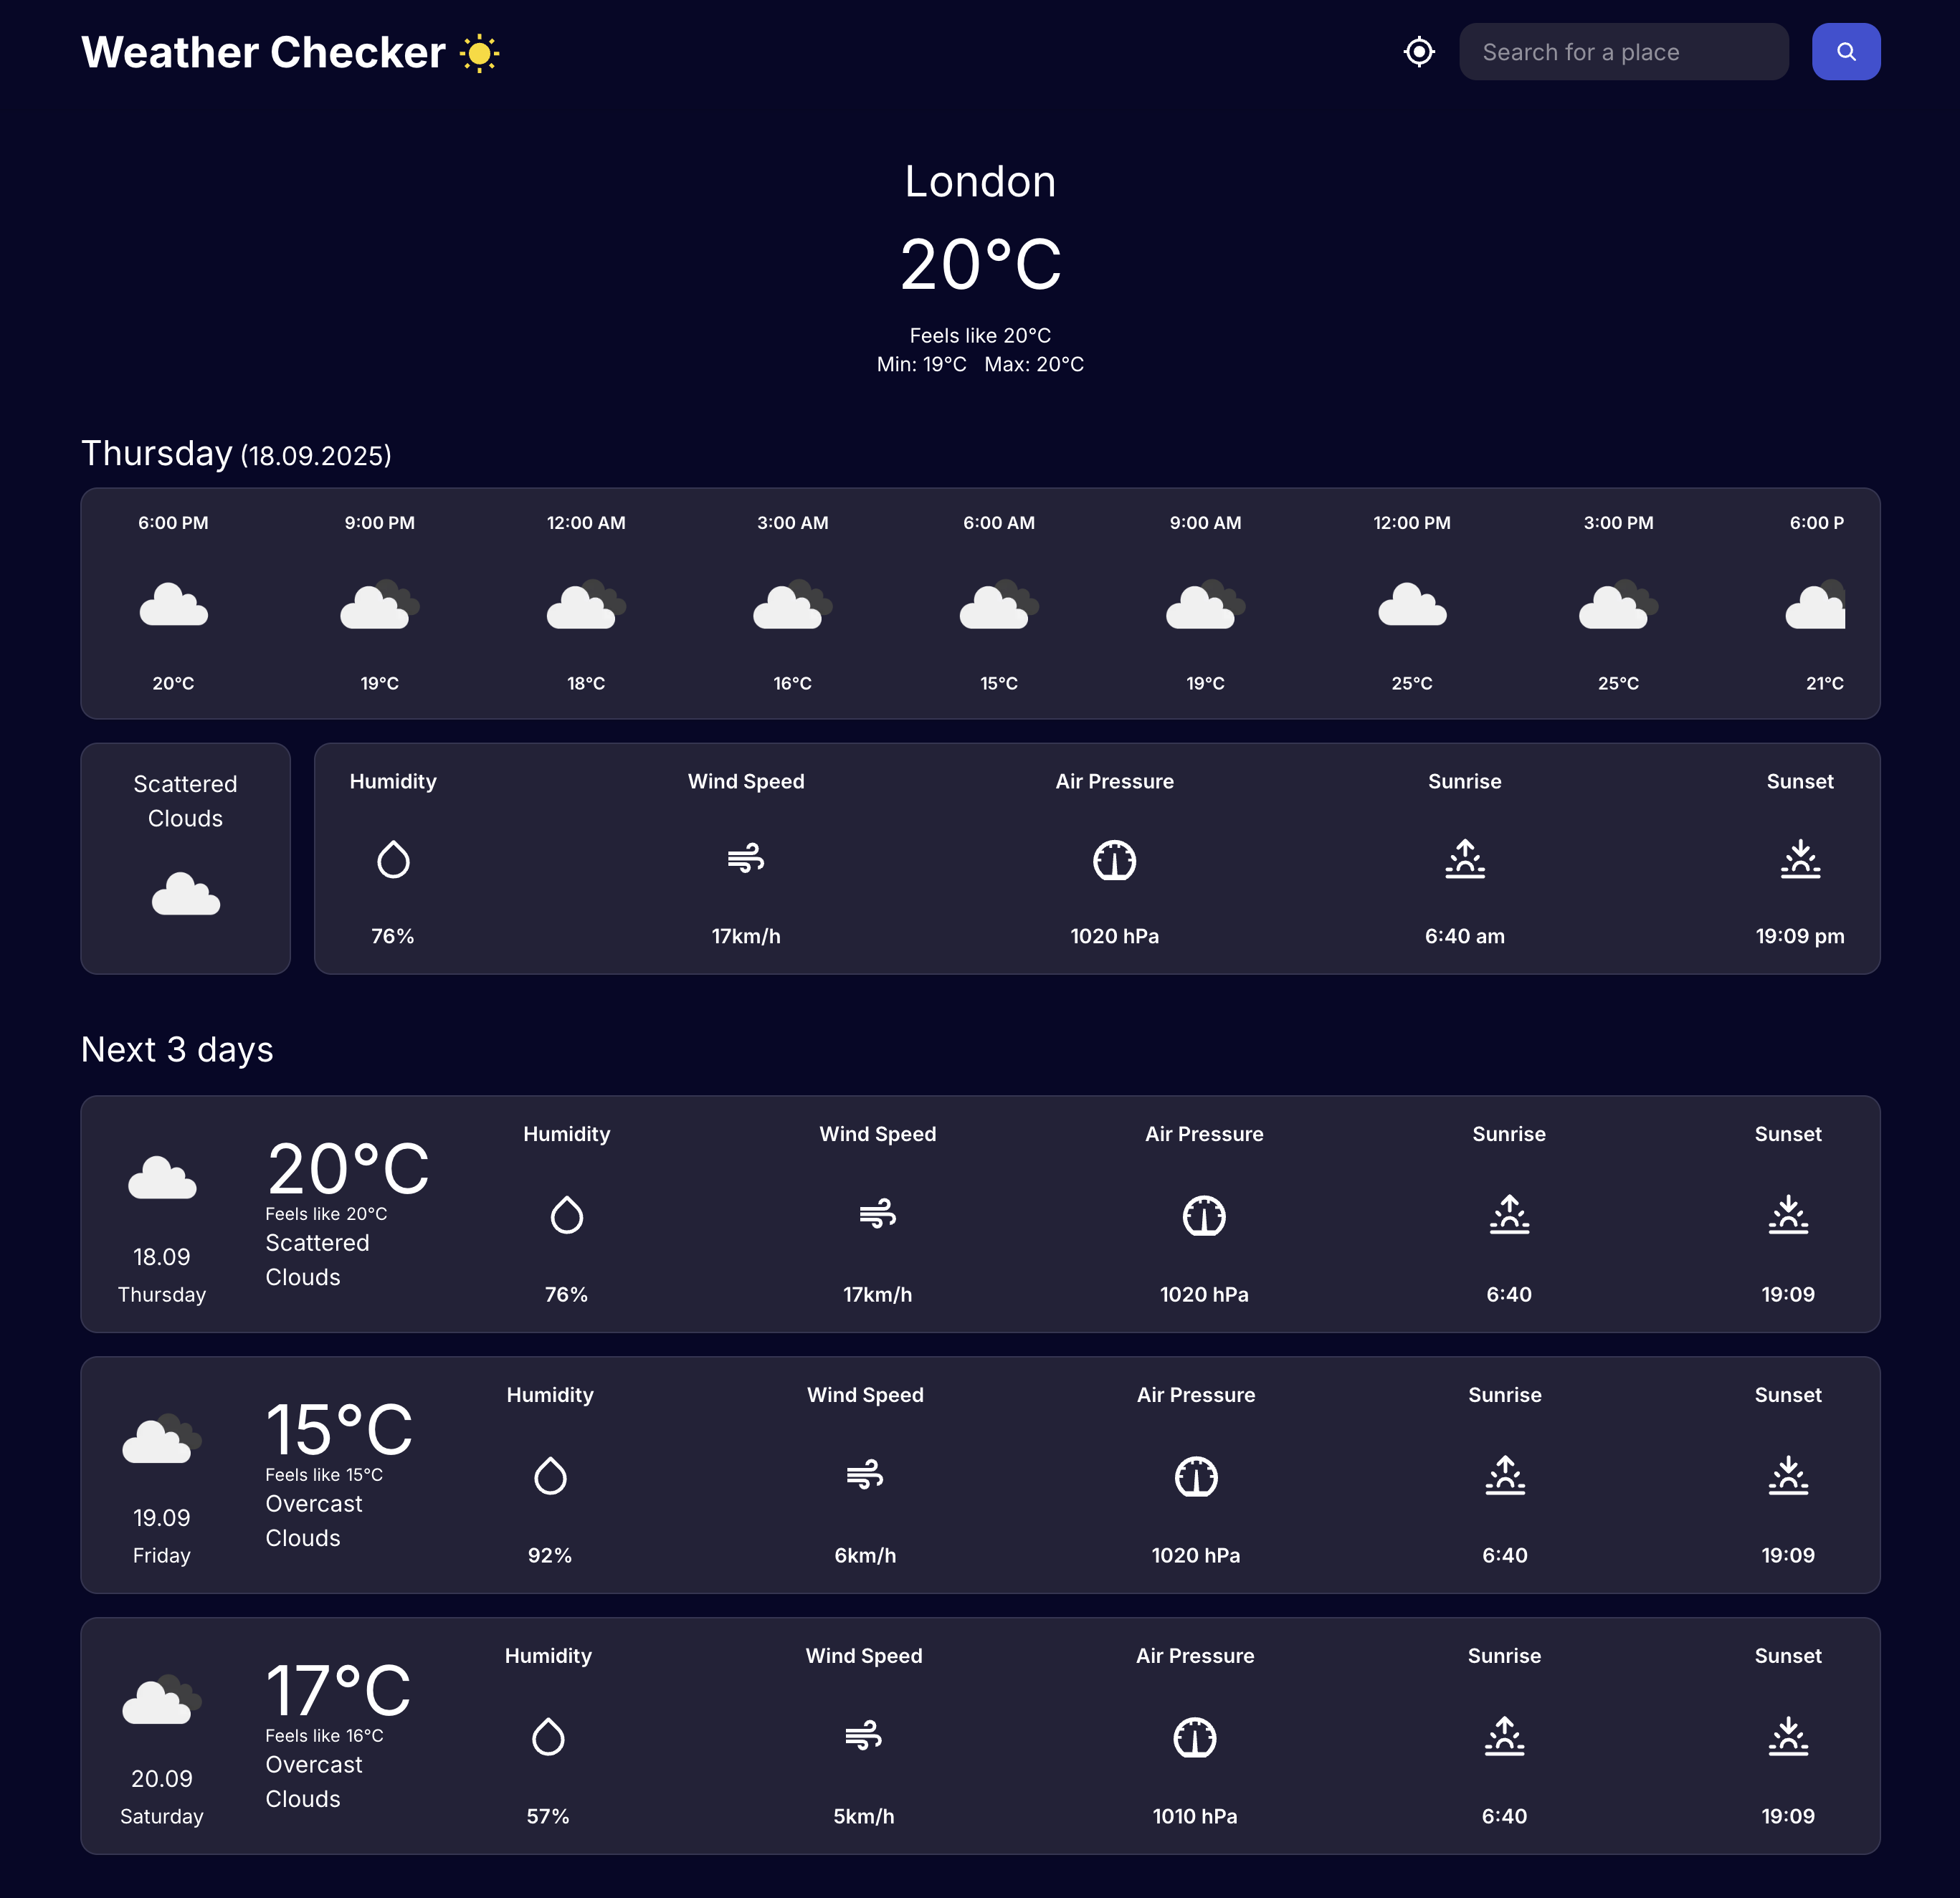 Weather Checker
Search for a place
London
20°C
Feels like 20°C
Min: 19°C Max: 20°C
Thursday (18.09.2025)
6:00 PM 9:00 PM 12:00 AM 3:00 AM 6:00 AM 9:00 AM 12:00 PM 3:00 PM 6:00 P
20°C 19°C 18°C 16°C 15°C 19°C 25°C 25°C 21°C
Scattered
Clouds
Humidity Wind Speed Air Pressure Sunrise Sunset
76% 17km/h 1020 hPa 6:40 am 19:09 pm
Next 3 days
18.09
Thursday
20°C
Feels like 20°C
Scattered
Clouds
Humidity Wind Speed Air Pressure Sunrise Sunset
76% 17km/h 1020 hPa 6:40 19:09
19.09
Friday
15°C
Feels like 15°C
Overcast
Clouds
Humidity Wind Speed Air Pressure Sunrise Sunset
92% 6km/h 1020 hPa 6:40 19:09
20.09
Saturday
17°C
Feels like 16°C
Overcast
Clouds
Humidity Wind Speed Air Pressure Sunrise Sunset
57% 5km/h 1010 hPa 6:40 19:09